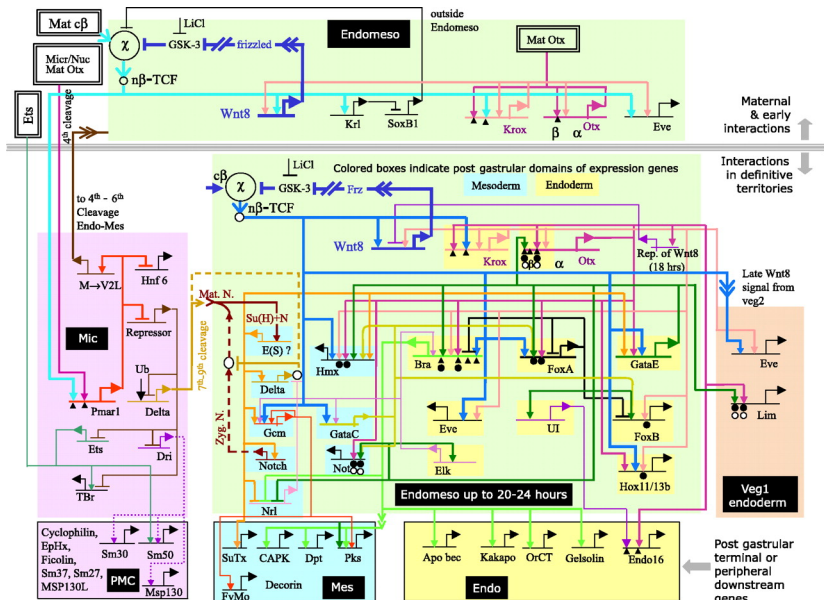 Mat cβ
χ
LiCl
GSK-3
frizzled
Endomeso
outside
Endomeso
Mat Otx
Micr/Nuc
Mat Otx
nβ-TCF
Ets
4th cleavage
Wnt8
Krl
SoxB1
Krox
β
α
Otx
Eve
Maternal
& early
interactions
Interactions
in definitive
territories
LiCl
Colored boxes indicate post gastrular domains of expression genes
cβ
χ
GSK-3
Frz
Mesoderm
Endoderm
nβ-TCF
to 4th - 6th
Cleavage
Endo-Mes
Wnt8
Krox
β
α
Otx
Rep. of Wnt8
(18 hrs)
M→V2L
Hnf 6
Mic
Repressor
Ub
Pmar1
Delta
7th-9th cleavage
Mat. N.
Su(H)+N
E(S) ?
Delta
Zyg. N.
Hmx
Bra
FoxA
GataE
Late Wnt8
signal from
veg2
Eve
Lim
Ets
Dri
TBr
Gcm
GataC
Eve
UI
FoxB
Notch
Not
Elk
Hox11/13b
Nrl
Endomeso up to 20-24 hours
Veg1
endoderm
Cyclophilin,
EpHx,
Ficolin,
Sm37, Sm27,
MSP130L
PMC
Sm30
Sm50
Msp130
SuTx
CAPK
Dpt
Pks
FvMo
Decorin
Mes
Apo bec
Kakapo
OrCT
Gelsolin
Endo16
Endo
Post gastrular
terminal or
peripheral
downstream
genes